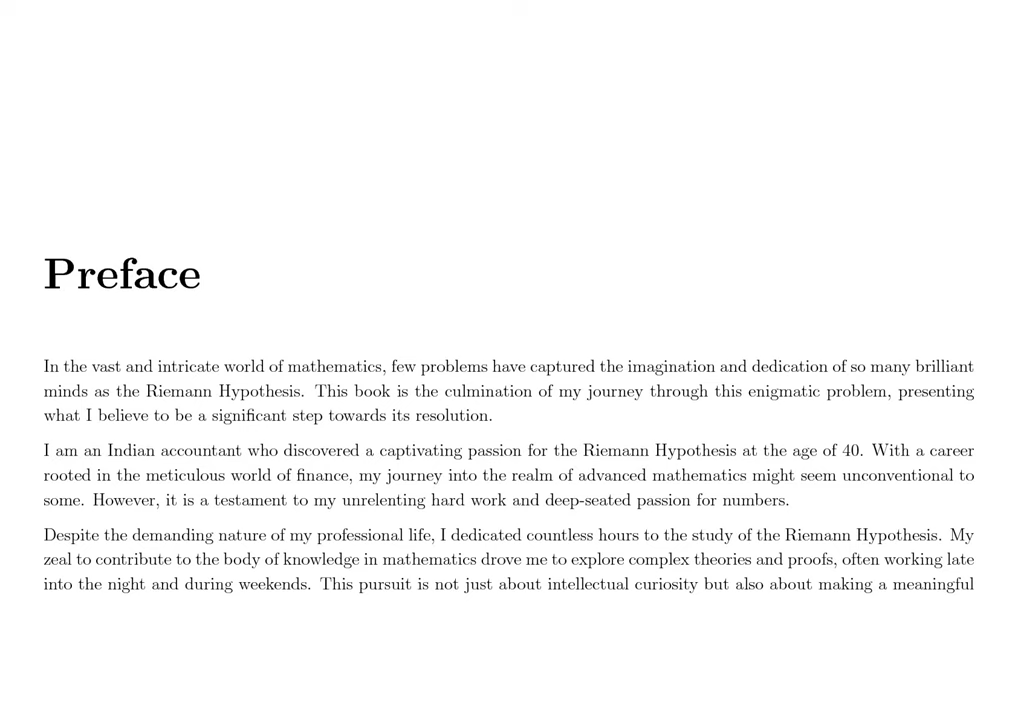 Preface
In the vast and intricate world of mathematics, few problems have captured the imagination and dedication of so many brilliant
minds as the Riemann Hypothesis. This book is the culmination of my journey through this enigmatic problem, presenting
what I believe to be a significant step towards its resolution.
I am an Indian accountant who discovered a captivating passion for the Riemann Hypothesis at the age of 40. With a career
rooted in the meticulous world of finance, my journey into the realm of advanced mathematics might seem unconventional to
some. However, it is a testament to my unrelenting hard work and deep-seated passion for numbers.
Despite the demanding nature of my professional life, I dedicated countless hours to the study of the Riemann Hypothesis. My
zeal to contribute to the body of knowledge in mathematics drove me to explore complex theories and proofs, often working late
into the night and during weekends. This pursuit is not just about intellectual curiosity but also about making a meaningful